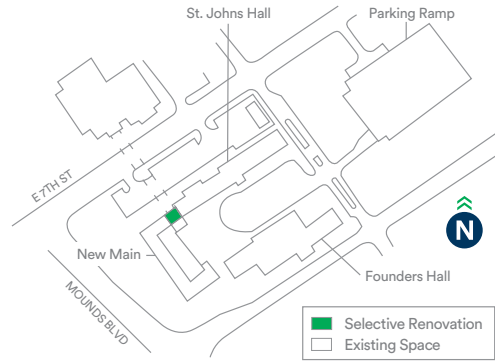 St. Johns Hall
Parking Ramp
E 7TH ST
New Main
MOUNDS BLVD
N
Founders Hall
Selective Renovation
Existing Space